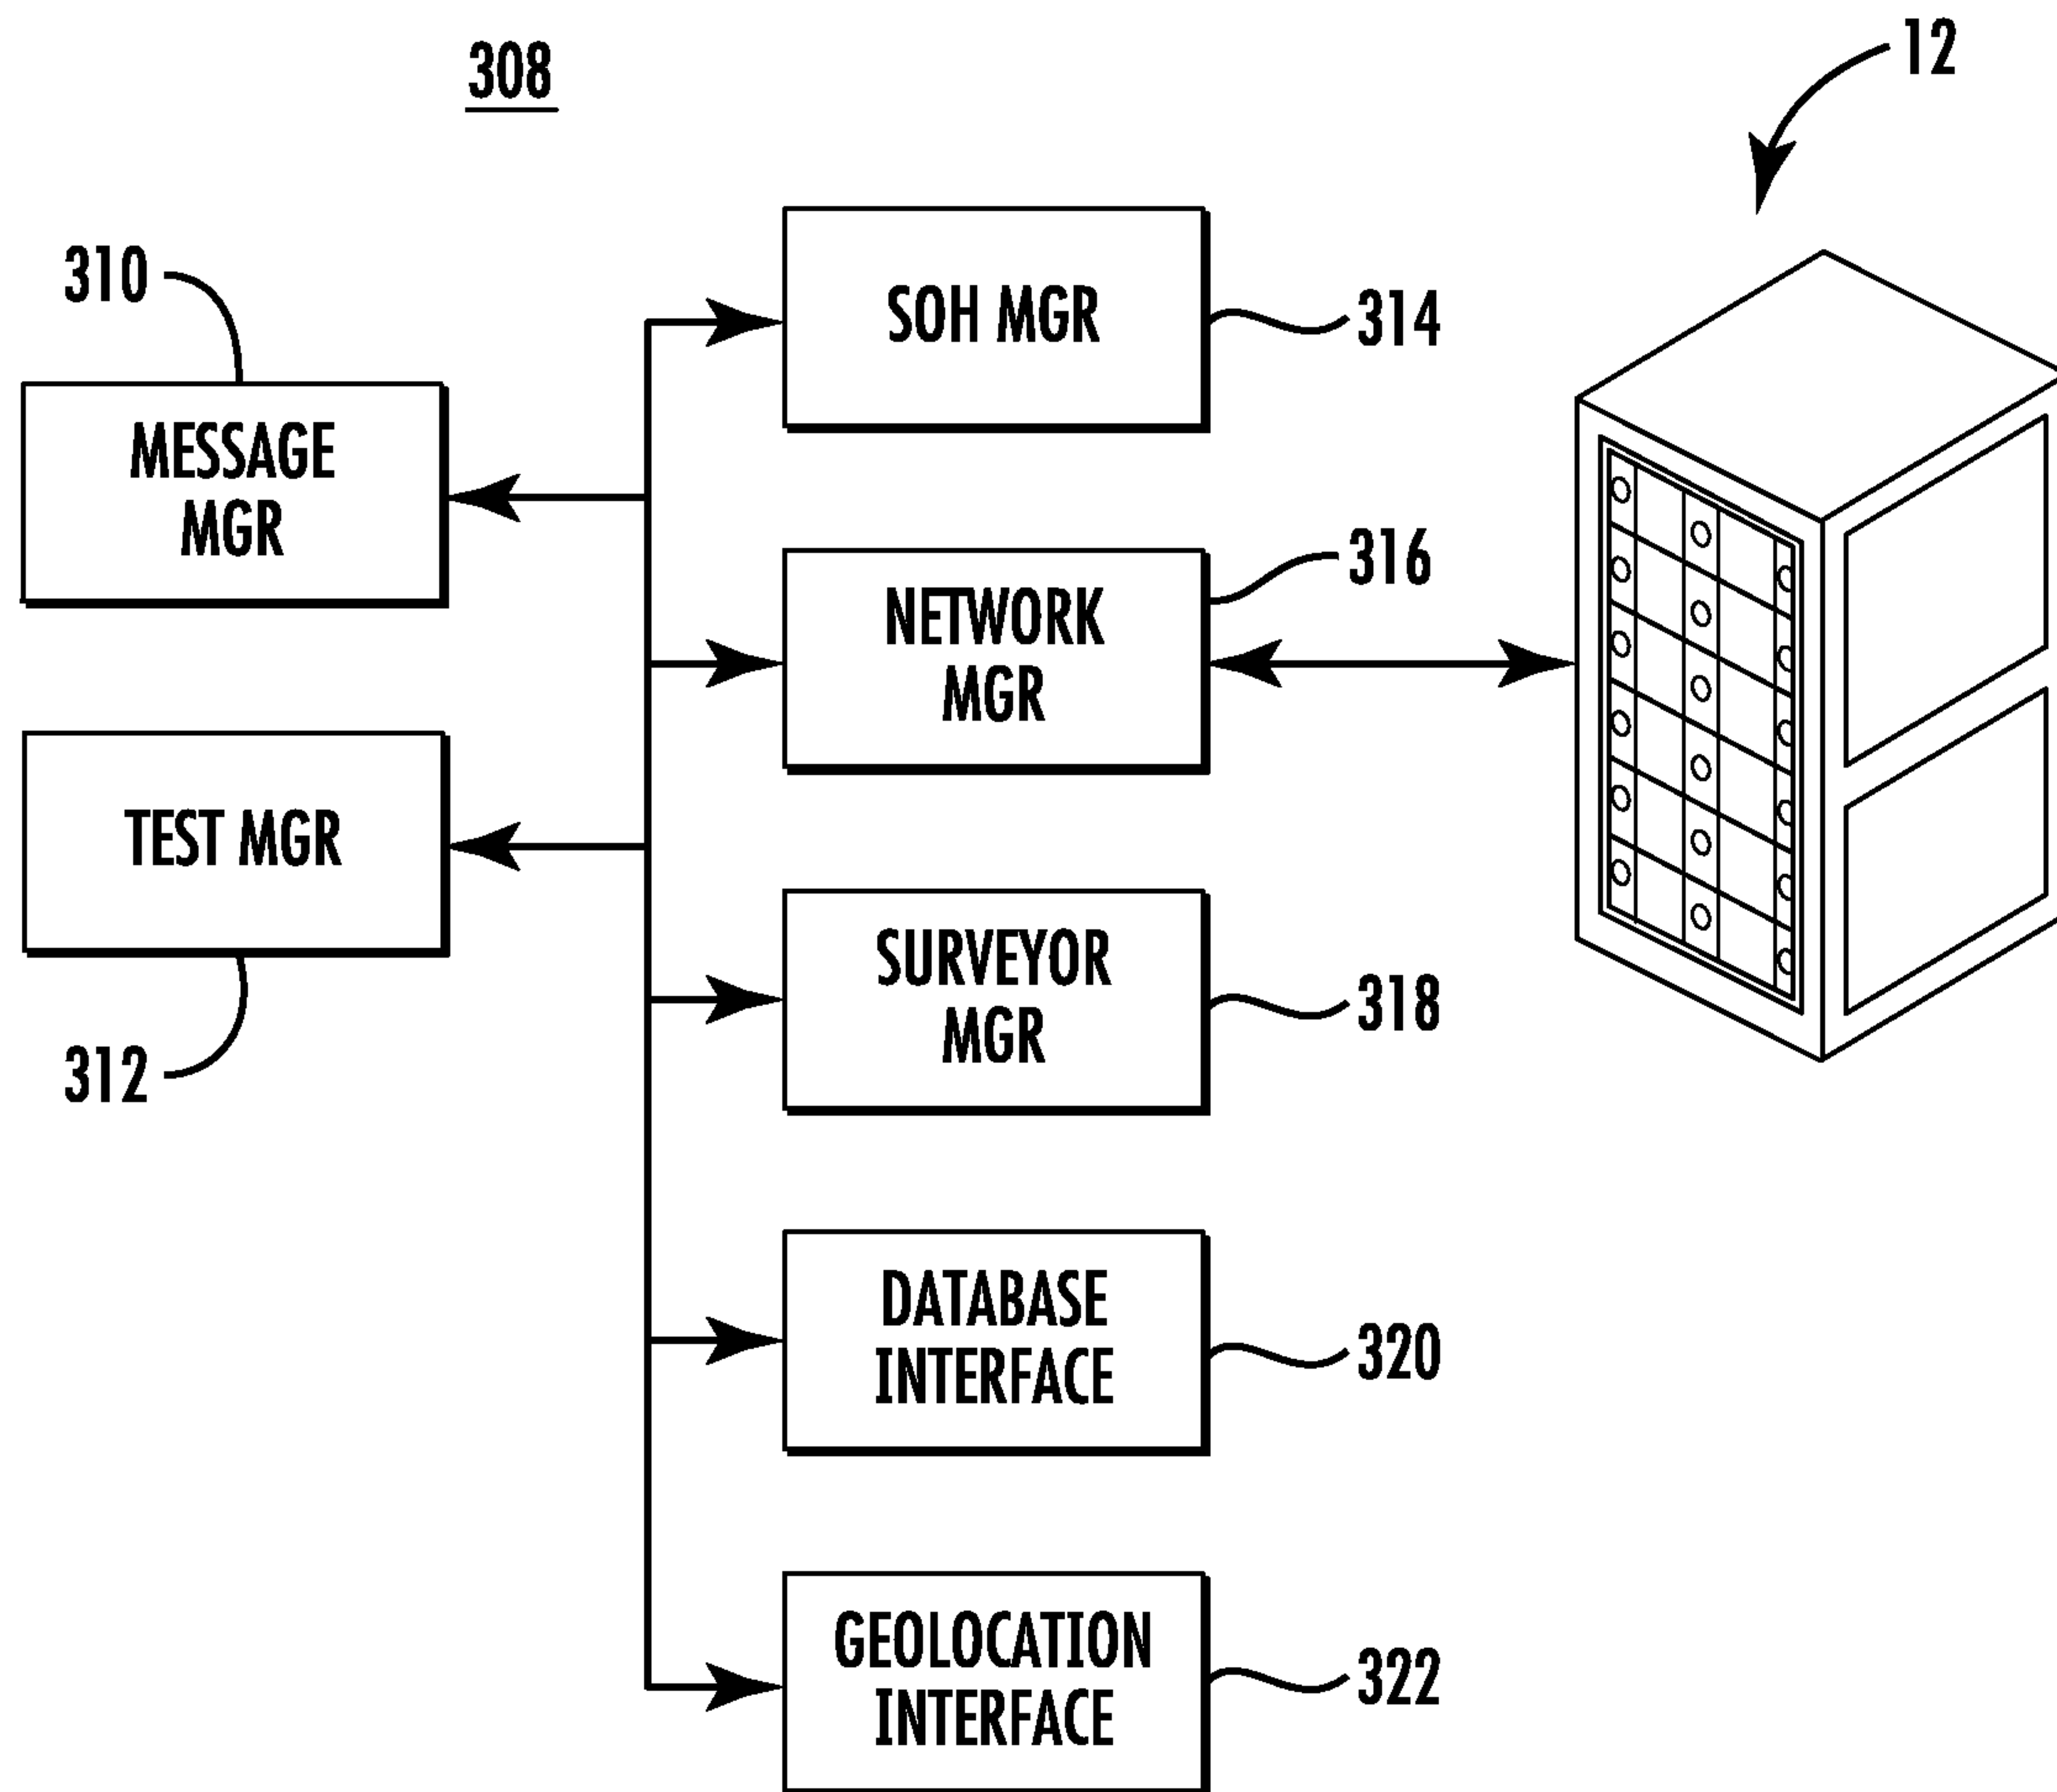 308
12
310
SOH MGR
314
MESSAGE
MGR
316
NETWORK
MGR
TEST MGR
312
SURVEYOR
MGR
318
DATABASE
INTERFACE
320
GEOLOCATION
INTERFACE
322